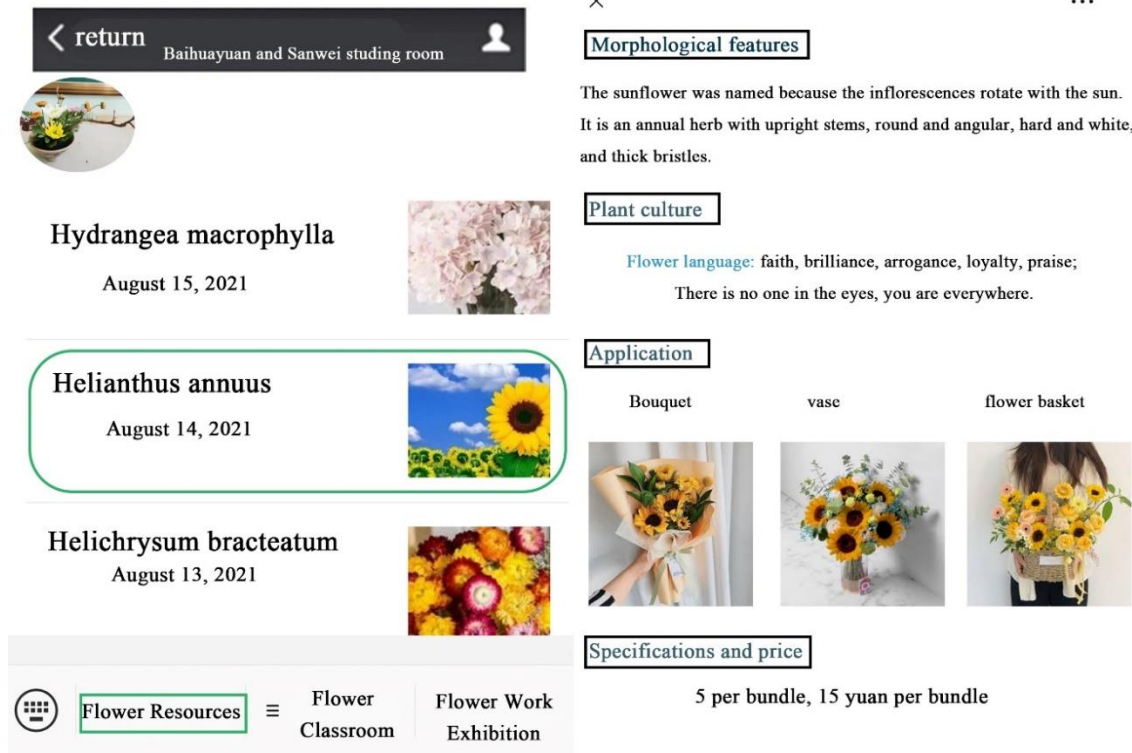 return
Baihuayuan and Sanwei studing room
Hydrangea macrophylla
August 15, 2021
Helianthus annuus
August 14, 2021
Helichrysum bracteatum
August 13, 2021
Flower Resources
Flower
Classroom
Flower Work
Exhibition
Morphological features
The sunflower was named because the inflorescences rotate with the sun.
It is an annual herb with upright stems, round and angular, hard and white,
and thick bristles.
Plant culture
Flower language: faith, brilliance, arrogance, loyalty, praise;
There is no one in the eyes, you are everywhere.
Application
Bouquet vase flower basket
Specifications and price
5 per bundle, 15 yuan per bundle